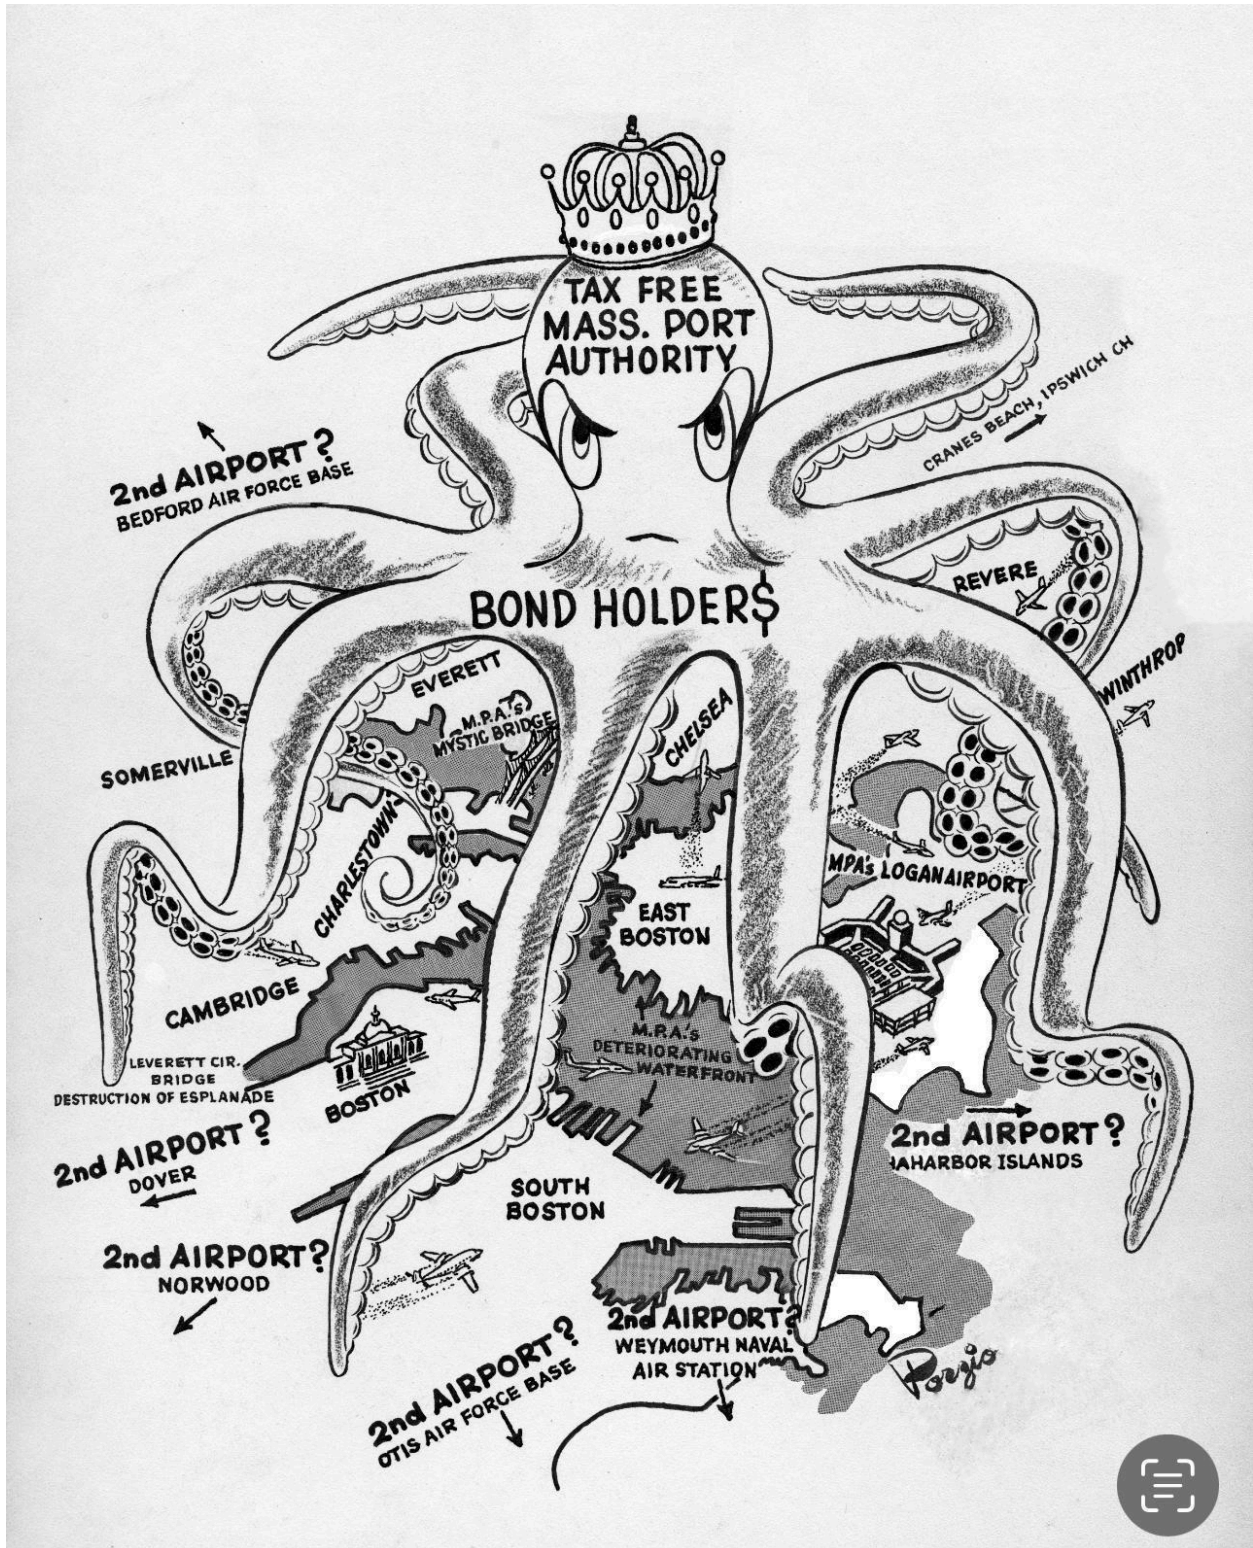 TAX FREE
MASS. PORT
AUTHORITY
CRANES BEACH, IPSWICH CH
2nd AIRPORT?
BEDFORD AIR FORCE BASE
REVERE
BOND HOLDER$
WINTHROP
EVERETT
M.P.A.'s
MYSTIC BRIDGE
CHELSEA
SOMERVILLE
CHARLESTOWN
MPA's LOGAN AIRPORT
EAST
BOSTON
CAMBRIDGE
M.P.A.'s
DETERIORATING
WATERFRONT
LEVERETT CIR.
BRIDGE
DESTRUCTION OF ESPLANADE
BOSTON
2nd AIRPORT?
DOVER
2nd AIRPORT?
HARBOR ISLANDS
SOUTH
BOSTON
2nd AIRPORT?
NORWOOD
2nd AIRPORT?
WEYMOUTH NAVAL
AIR STATION
2nd AIRPORT?
OTIS AIR FORCE BASE
Porzio